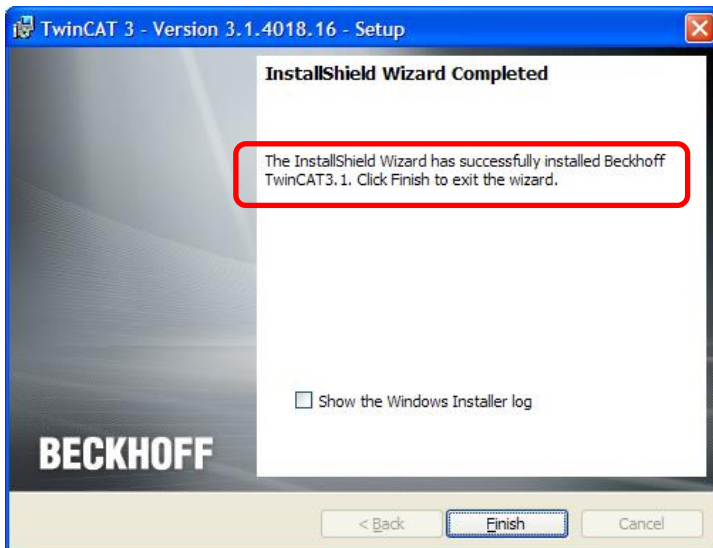 TwinCAT 3 - Version 3.1.4018.16 - Setup
InstallShield Wizard Completed
The InstallShield Wizard has successfully installed Beckhoff
TwinCAT3.1. Click Finish to exit the wizard.
Show the Windows Installer log
BECKHOFF
< Back
Finish
Cancel